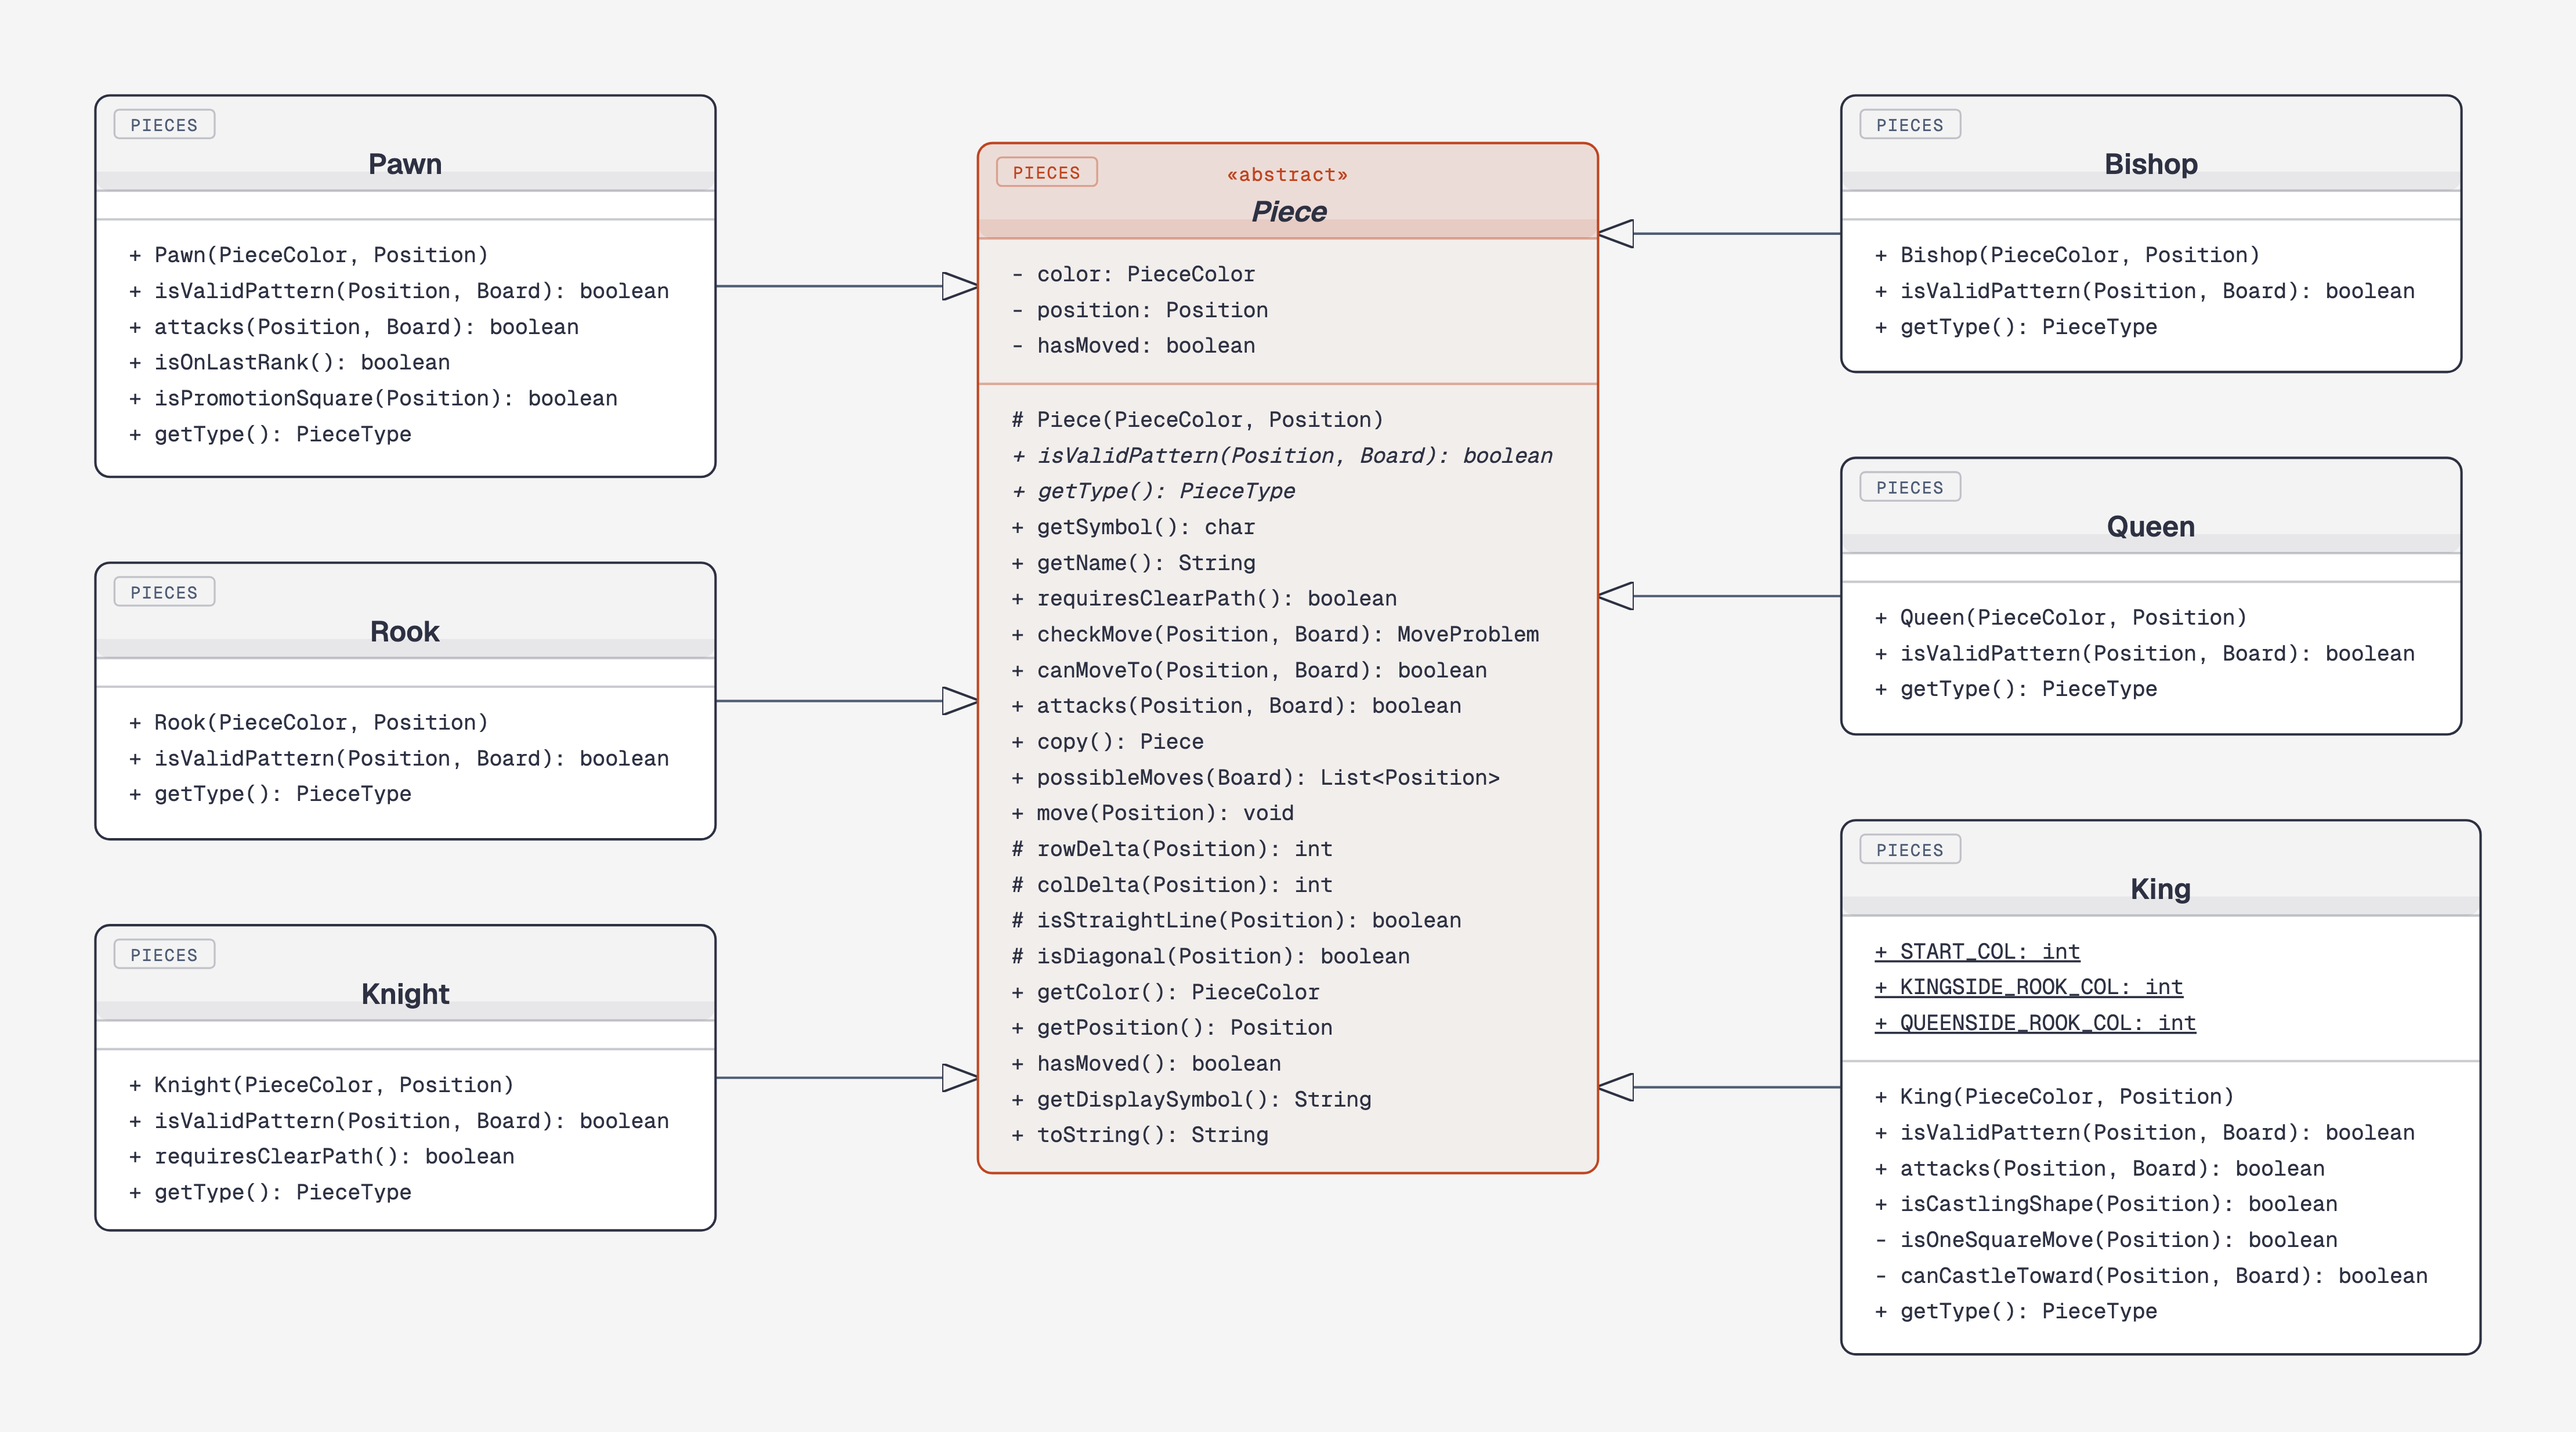 PIECES
Pawn
+ Pawn(PieceColor, Position)
+ isValidPattern(Position, Board): boolean
+ attacks(Position, Board): boolean
+ isOnLastRank(): boolean
+ isPromotionSquare(Position): boolean
+ getType(): PieceType
PIECES
Rook
+ Rook(PieceColor, Position)
+ isValidPattern(Position, Board): boolean
+ getType(): PieceType
PIECES
Knight
+ Knight(PieceColor, Position)
+ isValidPattern(Position, Board): boolean
+ requiresClearPath(): boolean
+ getType(): PieceType
PIECES
«abstract»
Piece
- color: PieceColor
- position: Position
- hasMoved: boolean
# Piece(PieceColor, Position)
+ isValidPattern(Position, Board): boolean
+ getType(): PieceType
+ getSymbol(): char
+ getName(): String
+ requiresClearPath(): boolean
+ checkMove(Position, Board): MoveProblem
+ canMoveTo(Position, Board): boolean
+ attacks(Position, Board): boolean
+ copy(): Piece
+ possibleMoves(Board): List<Position>
+ move(Position): void
# rowDelta(Position): int
# colDelta(Position): int
# isStraightLine(Position): boolean
# isDiagonal(Position): boolean
+ getColor(): PieceColor
+ getPosition(): Position
+ hasMoved(): boolean
+ getDisplaySymbol(): String
+ toString(): String
PIECES
Bishop
+ Bishop(PieceColor, Position)
+ isValidPattern(Position, Board): boolean
+ getType(): PieceType
PIECES
Queen
+ Queen(PieceColor, Position)
+ isValidPattern(Position, Board): boolean
+ getType(): PieceType
PIECES
King
+ START_COL: int
+ KINGSIDE_ROOK_COL: int
+ QUEENSIDE_ROOK_COL: int
+ King(PieceColor, Position)
+ isValidPattern(Position, Board): boolean
+ attacks(Position, Board): boolean
+ isCastlingShape(Position): boolean
- isOneSquareMove(Position): boolean
- canCastleToward(Position, Board): boolean
+ getType(): PieceType